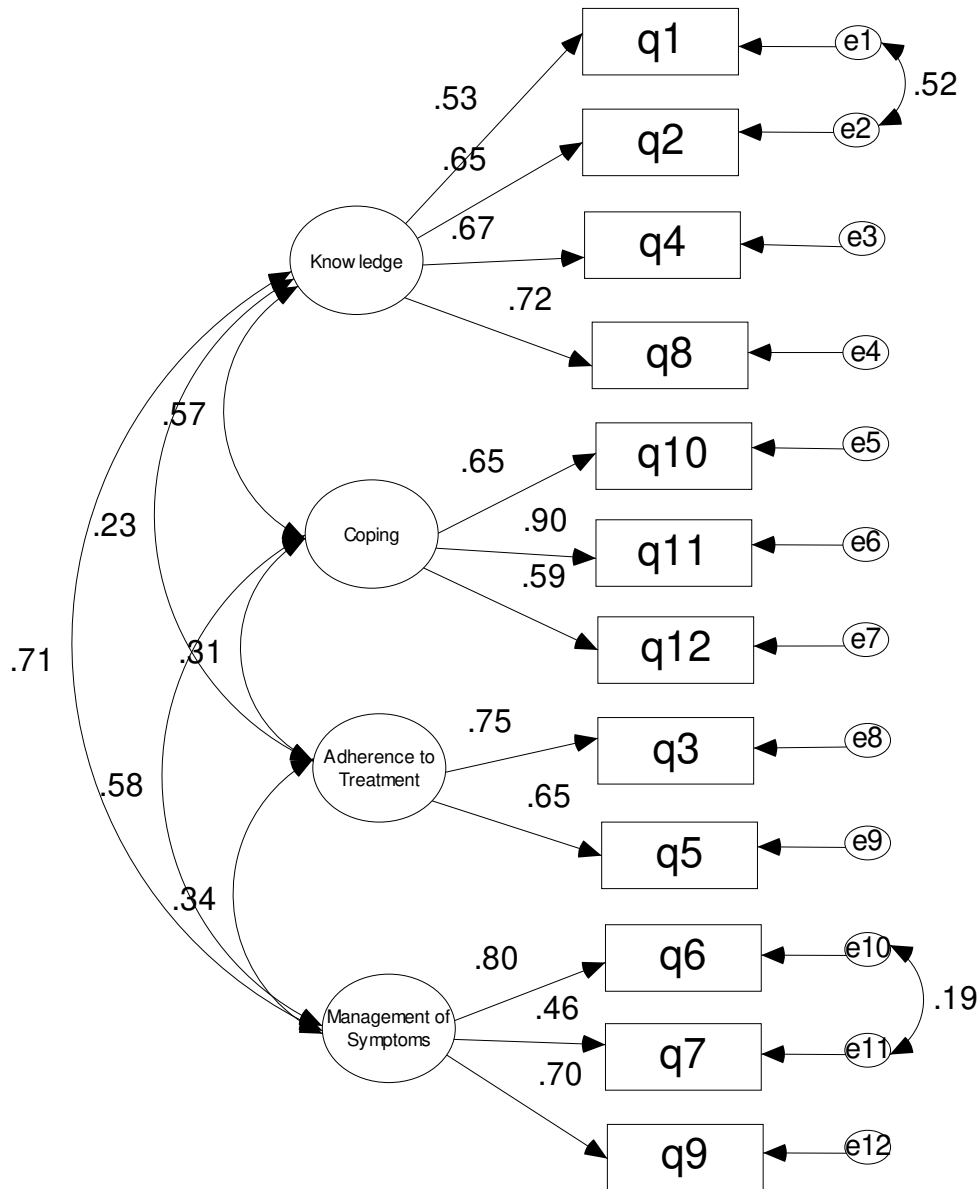 q1
e1
.52
.53
q2
e2
.65
.67
q4
e3
Knowledge
.72
q8
e4
.57
.65
q10
e5
.23
Coping
.90
q11
e6
.59
.71
.31
q12
e7
.75
q3
e8
Adherence to
Treatment
.58
.65
q5
e9
.34
.80
q6
e10
.19
.46
Management of
Symptoms
q7
e11
.70
q9
e12